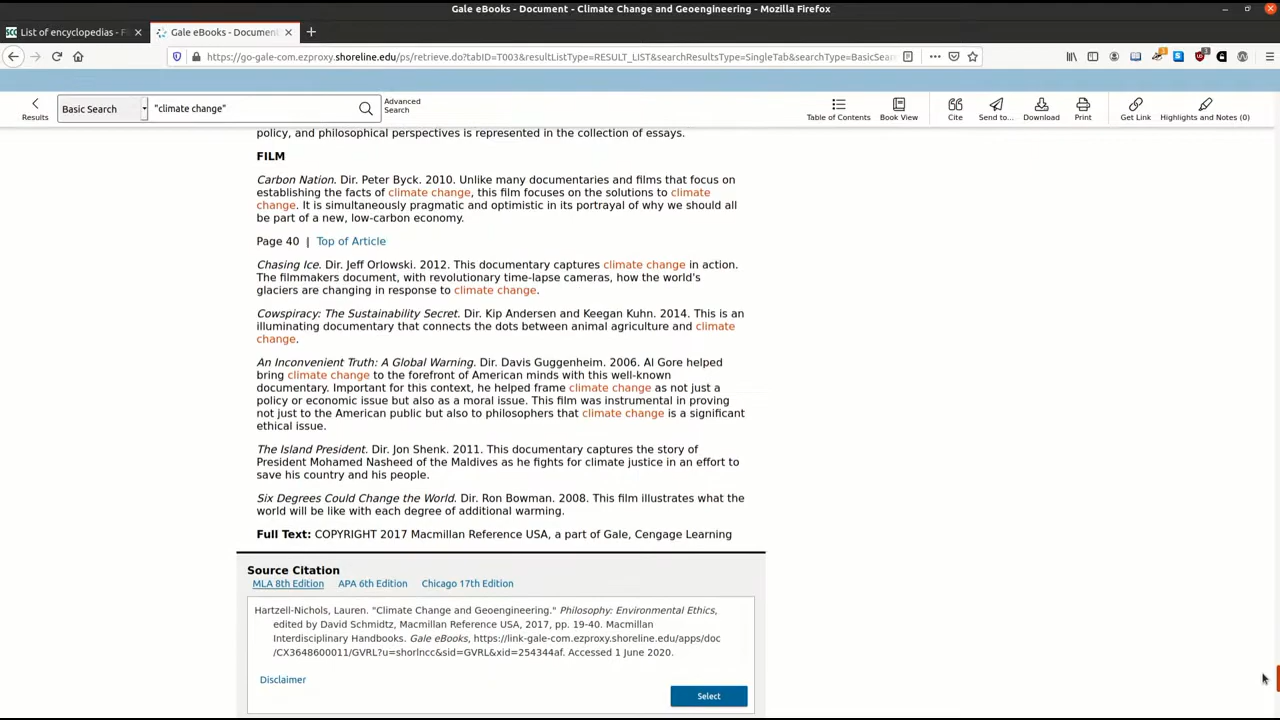 Gale eBooks - Document - Climate Change and Geoengineering - Mozilla Firefox
List of encyclopedias - F
Gale eBooks - Document
https://go-gale-com.ezproxy.shoreline.edu/ps/retrieve.do?tabID=T003&resultListType=RESULT_LIST&searchResultsType=SingleTab&searchType=BasicSear
Results
Basic Search
"climate change"
Advanced Search
Table of Contents
Book View
Cite
Send to...
Download
Print
Get Link
Highlights and Notes (0)
policy, and philosophical perspectives is represented in the collection of essays.
FILM
Carbon Nation. Dir. Peter Byck. 2010. Unlike many documentaries and films that focus on
establishing the facts of climate change, this film focuses on the solutions to climate
change. It is simultaneously pragmatic and optimistic in its portrayal of why we should all
be part of a new, low-carbon economy.
Page 40 | Top of Article
Chasing Ice. Dir. Jeff Orlowski. 2012. This documentary captures climate change in action.
The filmmakers document, with revolutionary time-lapse cameras, how the world's
glaciers are changing in response to climate change.
Cowspiracy: The Sustainability Secret. Dir. Kip Andersen and Keegan Kuhn. 2014. This is an
illuminating documentary that connects the dots between animal agriculture and climate
change.
An Inconvenient Truth: A Global Warning. Dir. Davis Guggenheim. 2006. Al Gore helped
bring climate change to the forefront of American minds with this well-known
documentary. Important for this context, he helped frame climate change as not just a
policy or economic issue but also as a moral issue. This film was instrumental in proving
not just to the American public but also to philosophers that climate change is a significant
ethical issue.
The Island President. Dir. Jon Shenk. 2011. This documentary captures the story of
President Mohamed Nasheed of the Maldives as he fights for climate justice in an effort to
save his country and his people.
Six Degrees Could Change the World. Dir. Ron Bowman. 2008. This film illustrates what the
world will be like with each degree of additional warming.
Full Text: COPYRIGHT 2017 Macmillan Reference USA, a part of Gale, Cengage Learning
Source Citation
MLA 8th Edition APA 6th Edition Chicago 17th Edition
Hartzell-Nichols, Lauren. "Climate Change and Geoengineering." Philosophy: Environmental Ethics,
edited by David Schmidtz, Macmillan Reference USA, 2017, pp. 19-40. Macmillan
Interdisciplinary Handbooks. Gale eBooks, https://link-gale-com.ezproxy.shoreline.edu/apps/doc
/CX3648600011/GVRL?u=shorlncc&sid=GVRL&xid=254344af. Accessed 1 June 2020.
Disclaimer
Select